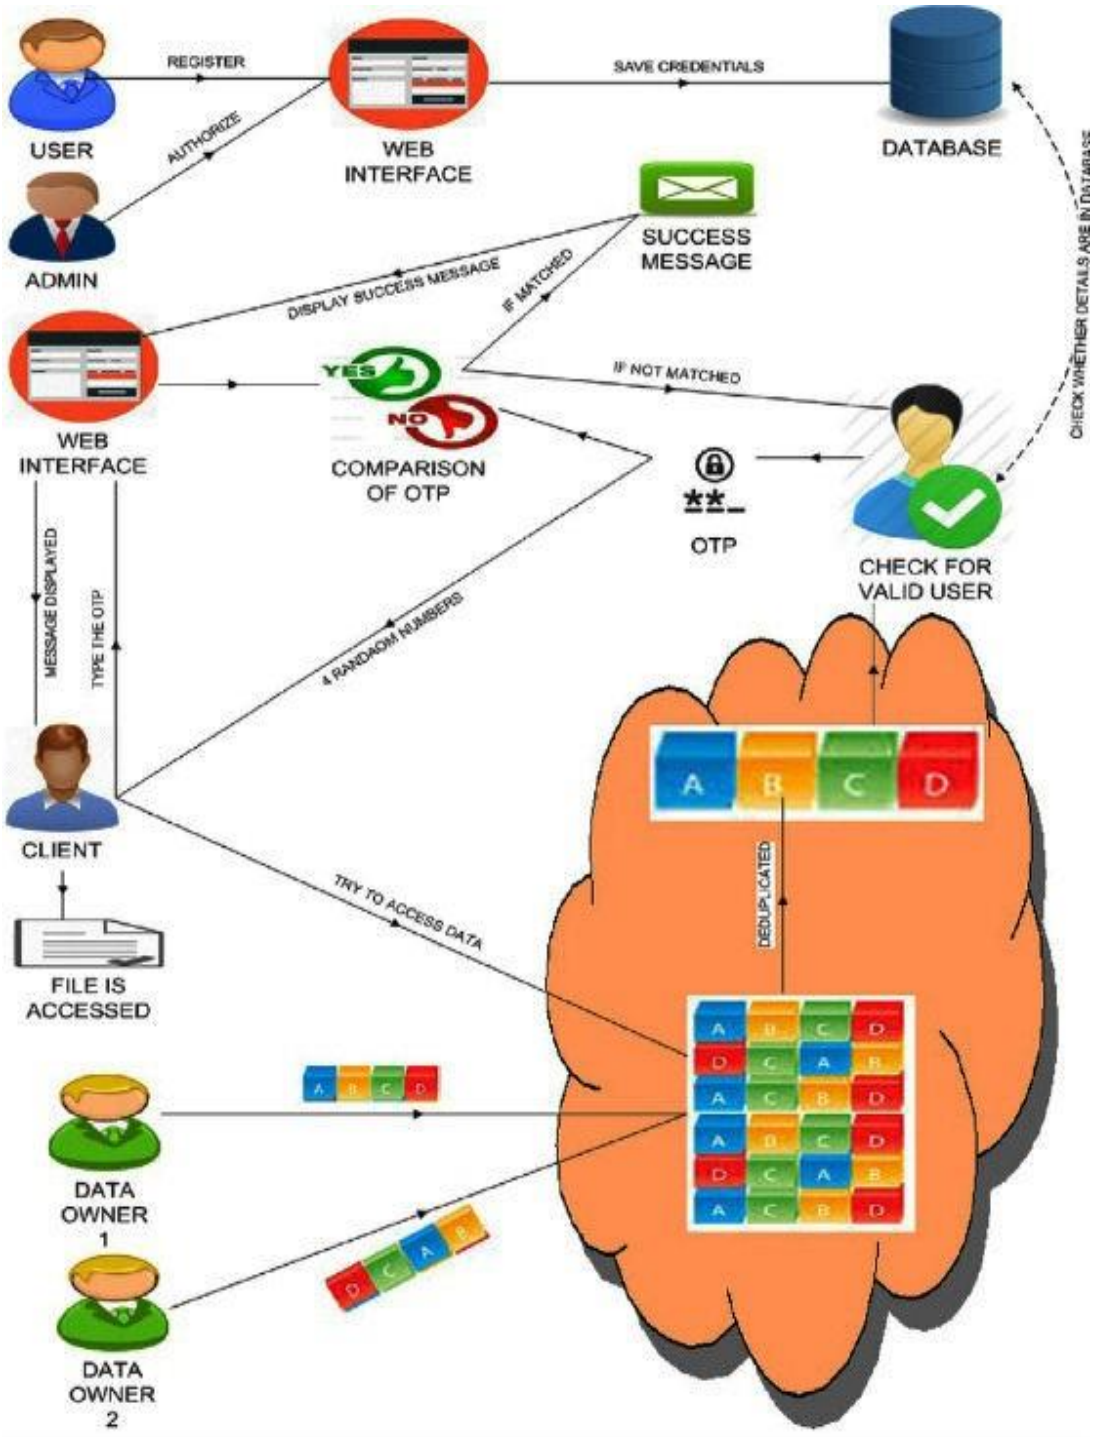 REGISTER
SAVE CREDENTIALS
USER
AUTHORIZE
WEB
INTERFACE
DATABASE
ADMIN
SUCCESS
MESSAGE
CHECK WHETHER DETAILS ARE IN DATABASE
DISPLAY SUCCESS MESSAGE
IF MATCHED
YES
NO
IF NOT MATCHED
WEB
INTERFACE
COMPARISON
OF OTP
**_
OTP
CHECK FOR
VALID USER
MESSAGE DISPLAYED
TYPE THE OTP
4 RANDAOM NUMBERS
A B C D
CLIENT
TRY TO ACCESS DATA
DEDUPLICATED
FILE IS
ACCESSED
A B C D
D C A B
A C B D
A B C D
D C A B
A C B D
A B C D
DATA
OWNER
1
D C A B
DATA
OWNER
2